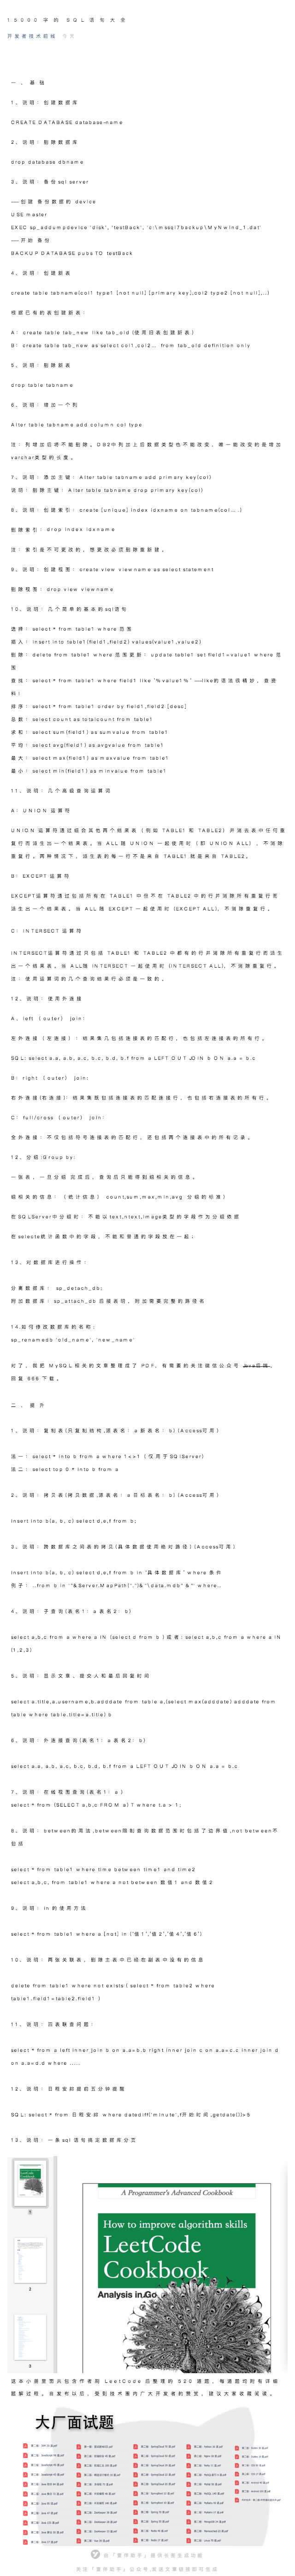 15000 字 的 SQL 语 句 大 全
开发者技术前线
一 、 基 础
1、说明：创建数据库
CREATE DATABASE database-name
2、说明：删除数据库
drop database dbname
3、说明：备份sql server
--- 创建 备份数据的 device
USE master
EXEC sp_addumpdevice 'disk', 'testBack', 'c:\mssql7backup\MyNwind_1.dat'
--- 开始 备份
BACKUP DATABASE pubs TO testBack
4、说明：创建新表
create table tabname(col1 type1 [not null] [primary key],col2 type2 [not null],..)
根据已有的表创建新表：
A：create table tab_new like tab_old (使用旧表创建新表)
B：create table tab_new as select col1,col2… from tab_old definition only
5、说明：删除新表
drop table tabname
6、说明：增加一个列
Alter table tabname add column col type
注：列增加后将不能删除。DB2中列加上后数据类型也不能改变，唯一能改变的是增加
varchar类型的长度。
7、说明：添加主键：Alter table tabname add primary key(col)
说明：删除主键：Alter table tabname drop primary key(col)
8、说明：创建索引：create [unique] index idxname on tabname(col….)
删除索引：drop index idxname
注：索引是不可更改的，想更改必须删除重新建。
9、说明：创建视图：create view viewname as select statement
删除视图：drop view viewname
10、说明：几个简单的基本的sql语句
选择：select * from table1 where 范围
插入：insert into table1(field1,field2) values(value1,value2)
删除：delete from table1 where 范围更新：update table1 set field1=value1 where 范
围
查找：select * from table1 where field1 like '%value1%' ---like的语法很精妙，查资
料!
排序：select * from table1 order by field1,field2 [desc]
总数：select count as totalcount from table1
求和：select sum(field1) as sumvalue from table1
平均：select avg(field1) as avgvalue from table1
最大：select max(field1) as maxvalue from table1
最小：select min(field1) as minvalue from table1
11、说明：几个高级查询运算词
A：UNION 运算符
UNION 运算符通过组合其他两个结果表（例如 TABLE1 和 TABLE2）并消去表中任何重
复行而派生出一个结果表。当 ALL 随 UNION 一起使用时（即 UNION ALL），不消除
重复行。两种情况下，派生表的每一行不是来自 TABLE1 就是来自 TABLE2。
B：EXCEPT 运算符
EXCEPT运算符通过包括所有在 TABLE1 中但不在 TABLE2 中的行并消除所有重复行而
派生出一个结果表。当 ALL 随 EXCEPT 一起使用时 (EXCEPT ALL)，不消除重复行。
C：INTERSECT 运算符
INTERSECT运算符通过只包括 TABLE1 和 TABLE2 中都有的行并消除所有重复行而派生
出一个结果表。当 ALL随 INTERSECT 一起使用时 (INTERSECT ALL)，不消除重复行。
注：使用运算词的几个查询结果行必须是一致的。
12、说明：使用外连接
A、left （outer） join：
左外连接（左连接）：结果集几包括连接表的匹配行，也包括左连接表的所有行。
SQL: select a.a, a.b, a.c, b.c, b.d, b.f from a LEFT OUT JOIN b ON a.a = b.c
B：right （outer） join:
右外连接(右连接)：结果集既包括连接表的匹配连接行，也包括右连接表的所有行。
C：full/cross （outer） join：
全外连接：不仅包括符号连接表的匹配行，还包括两个连接表中的所有记录。
12、分组:Group by:
一张表，一旦分组 完成后，查询后只能得到组相关的信息。
组相关的信息：（统计信息） count,sum,max,min,avg 分组的标准)
在SQLServer中分组时：不能以text,ntext,image类型的字段作为分组依据
在selecte统计函数中的字段，不能和普通的字段放在一起；
13、对数据库进行操作：
分离数据库： sp_detach_db;
附加数据库：sp_attach_db 后接表明，附加需要完整的路径名
14.如何修改数据库的名称:
sp_renamedb 'old_name', 'new_name'
对了，我把 MySQL 相关的文章整理成了 PDF，有需要的关注微信公众号 Java后端，
回复 666 下载。
二 、 提 升
1、说明：复制表(只复制结构,源表名：a 新表名：b) (Access可用)
法一：select * into b from a where 1<>1（仅用于SQlServer)
法二：select top 0 * into b from a
2、说明：拷贝表(拷贝数据,源表名：a 目标表名：b) (Access可用)
insert into b(a, b, c) select d,e,f from b;
3、说明：跨数据库之间表的拷贝(具体数据使用绝对路径) (Access可用)
insert into b(a, b, c) select d,e,f from b in '具体数据库' where 条件
例子：..from b in '"&Server.MapPath(".")&"\data.mdb" &"' where..
4、说明：子查询(表名1：a 表名2：b)
select a,b,c from a where a IN (select d from b ) 或者: select a,b,c from a where a IN
(1,2,3)
5、说明：显示文章、提交人和最后回复时间
select a.title,a.username,b.adddate from table a,(select max(adddate) adddate from
table where table.title=a.title) b
6、说明：外连接查询(表名1：a 表名2：b)
select a.a, a.b, a.c, b.c, b.d, b.f from a LEFT OUT JOIN b ON a.a = b.c
7、说明：在线视图查询(表名1：a )
select * from (SELECT a,b,c FROM a) T where t.a > 1;
8、说明：between的用法,between限制查询数据范围时包括了边界值,not between不
包括
select * from table1 where time between time1 and time2
select a,b,c, from table1 where a not between 数值1 and 数值2
9、说明：in 的使用方法
select * from table1 where a [not] in ('值1','值2','值4','值6')
10、说明：两张关联表，删除主表中已经在副表中没有的信息
delete from table1 where not exists ( select * from table2 where
table1.field1=table2.field1 )
11、说明：四表联查问题：
select * from a left inner join b on a.a=b.b right inner join c on a.a=c.c inner join d
on a.a=d.d where .....
12、说明：日程安排提前五分钟提醒
SQL: select * from 日程安排 where datediff('minute',f开始时间,getdate())>5
13、说明：一条sql 语句搞定数据库分页
A Programmer's Advanced Cookbook
How to improve algorithm skills
LeetCode
Cookbook
Analysis in Go
1
2
3
这本小册里面共包含作者刷 LeetCode 后整理的 520 道题，每道题均附有详细
题解过程。自发布以后，受到技术圈内广大开发者的赞赏，建议大家收藏阅读。
大厂面试题